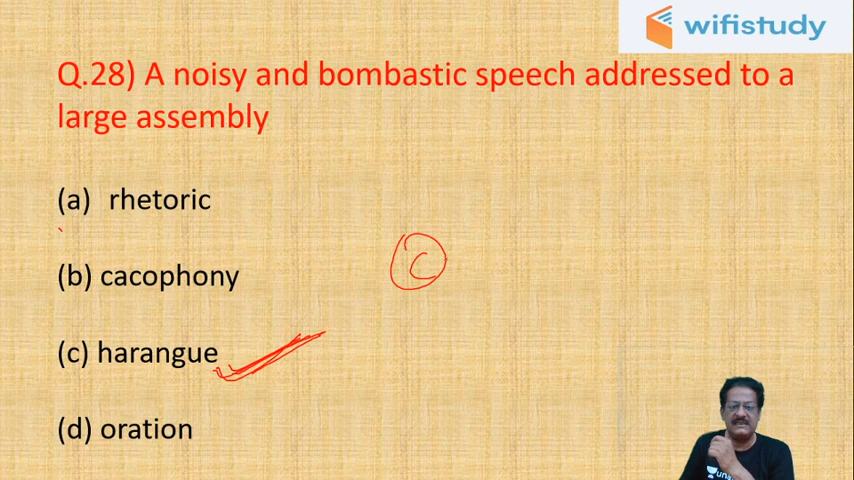 wifistudy
Q.28) A noisy and bombastic speech addressed to a
large assembly
(a) rhetoric
(b) cacophony
C
(c) harangue
(d) oration